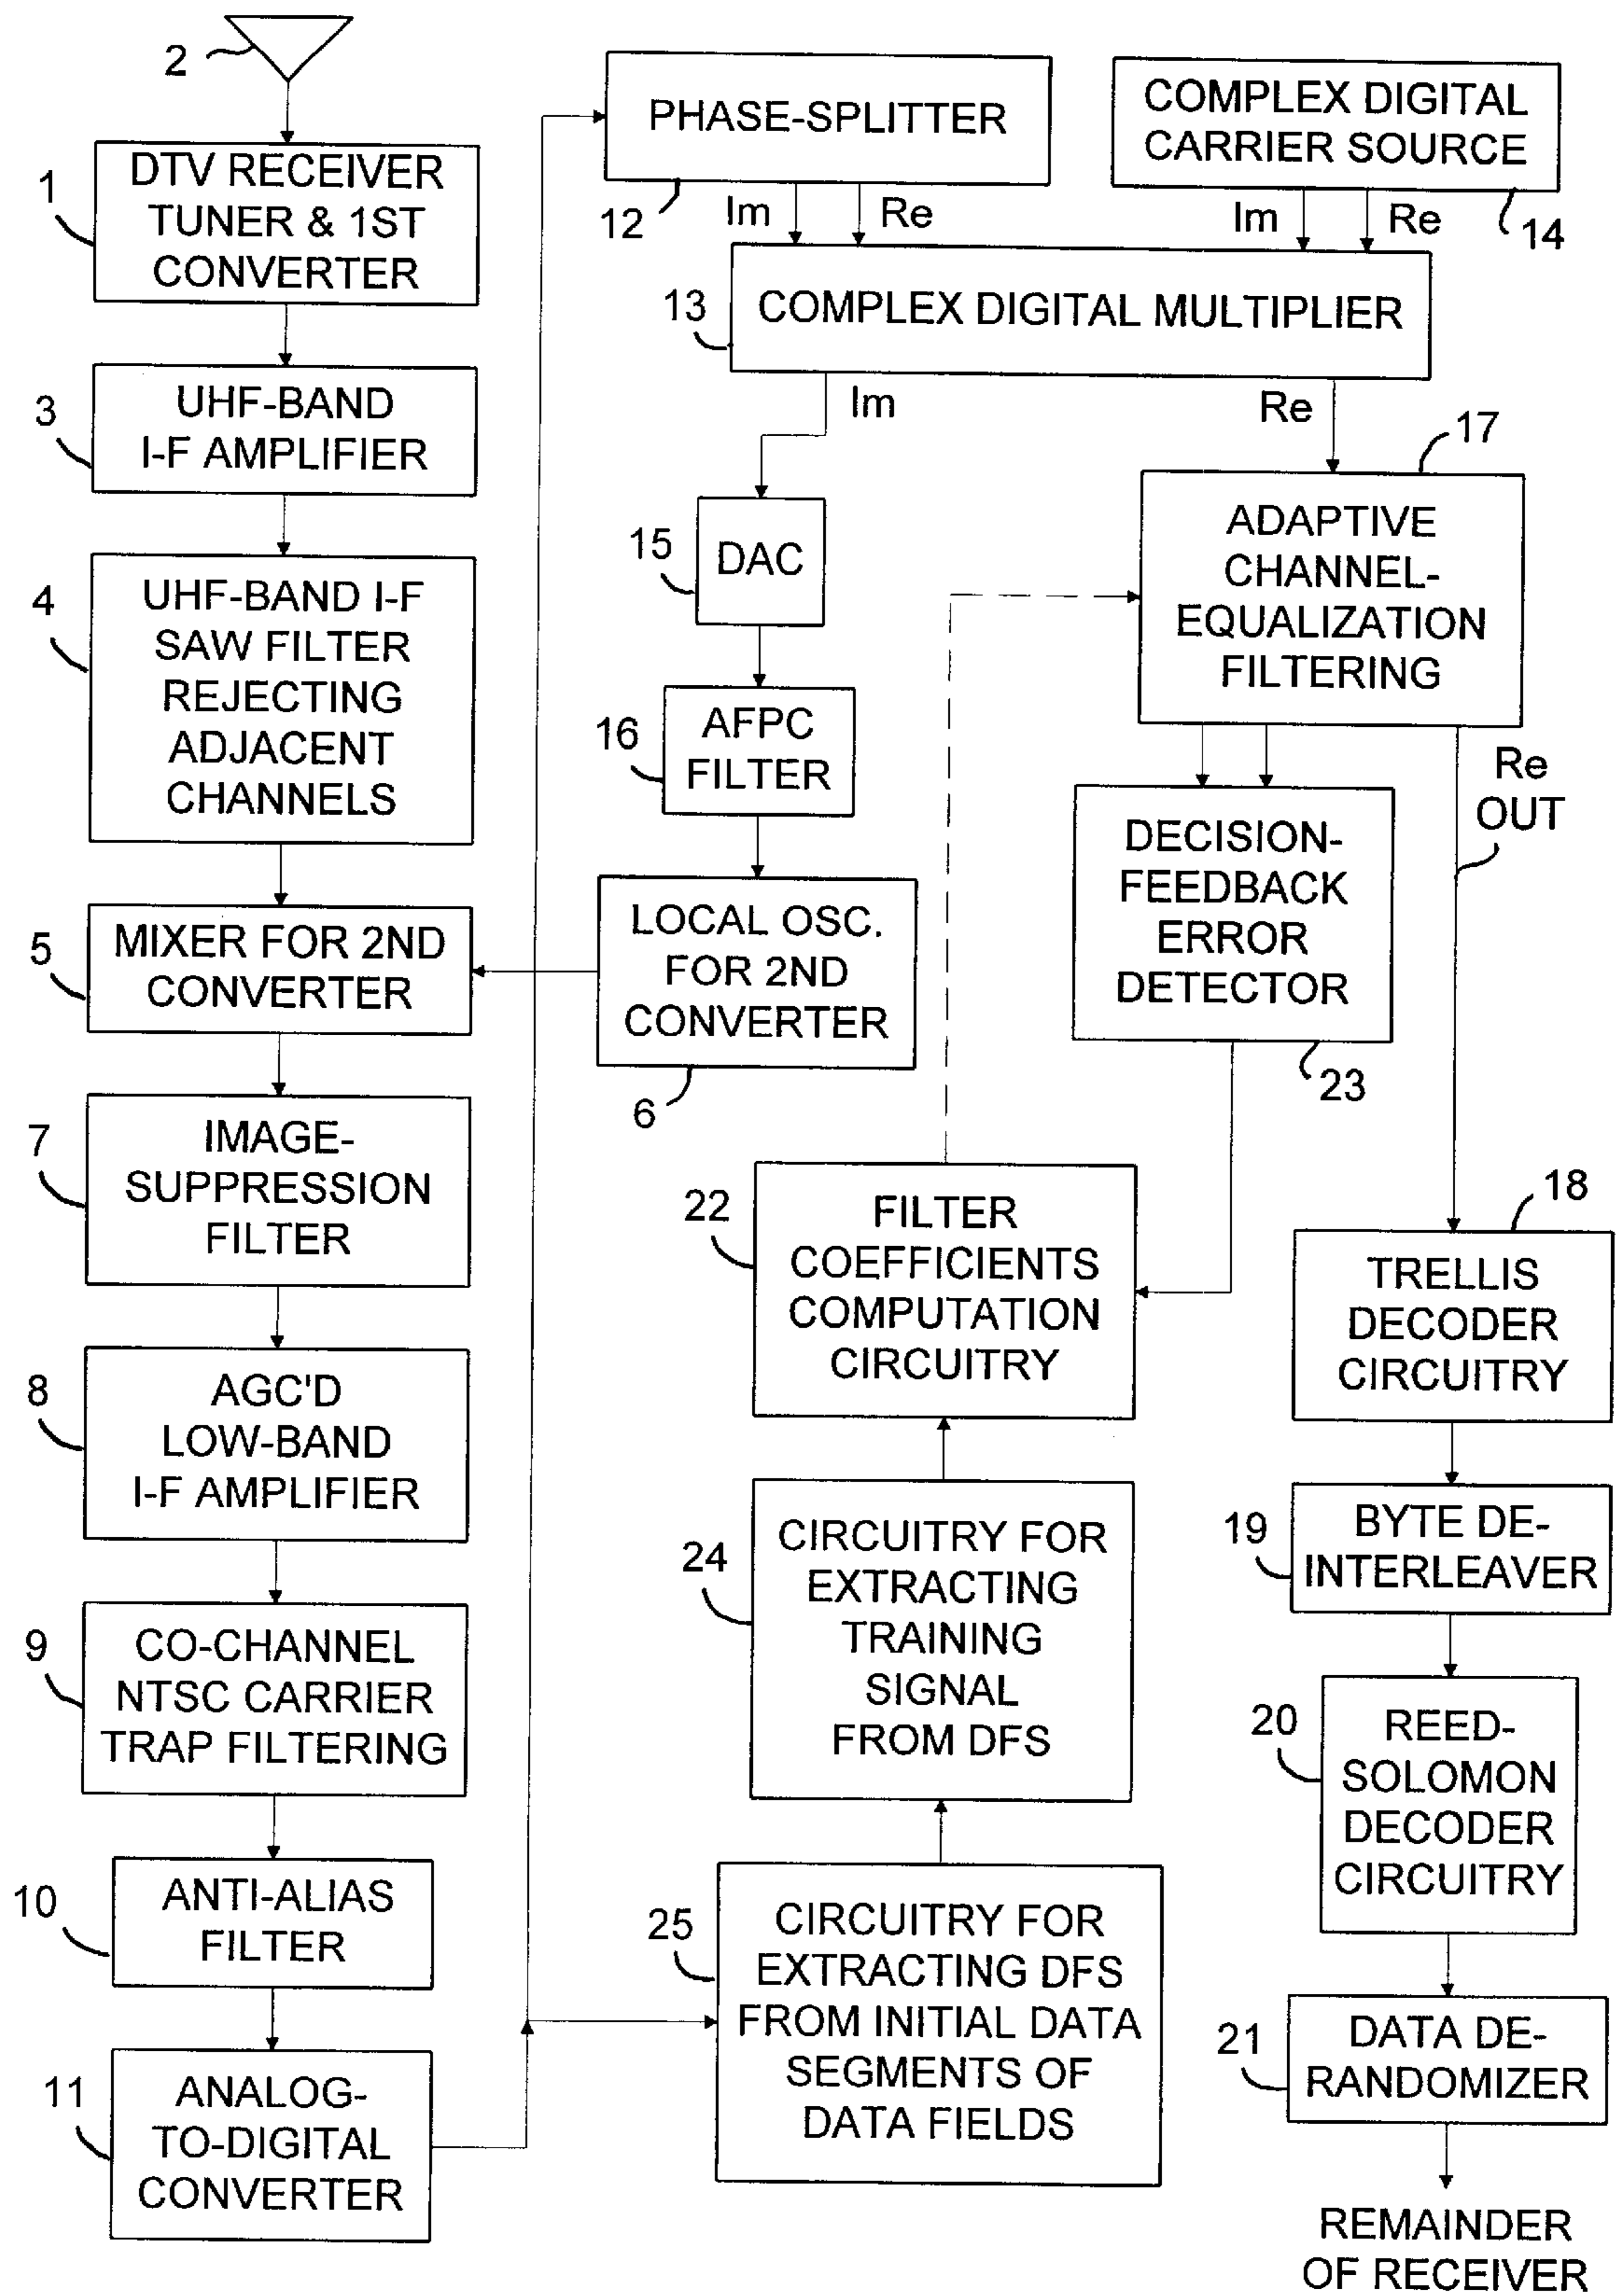 2
1
DTV RECEIVER
TUNER & 1ST
CONVERTER
3
UHF-BAND
I-F AMPLIFIER
4
UHF-BAND I-F
SAW FILTER
REJECTING
ADJACENT
CHANNELS
5
MIXER FOR 2ND
CONVERTER
7
IMAGE-
SUPPRESSION
FILTER
8
AGC'D
LOW-BAND
I-F AMPLIFIER
9
CO-CHANNEL
NTSC CARRIER
TRAP FILTERING
10
ANTI-ALIAS
FILTER
11
ANALOG-
TO-DIGITAL
CONVERTER
PHASE-SPLITTER
12
Im
Re
COMPLEX DIGITAL
CARRIER SOURCE
Im
Re
14
13
COMPLEX DIGITAL MULTIPLIER
Im
Re
15
DAC
16
AFPC
FILTER
LOCAL OSC.
FOR 2ND
CONVERTER
6
17
ADAPTIVE
CHANNEL-
EQUALIZATION
FILTERING
Re
OUT
DECISION-
FEEDBACK
ERROR
DETECTOR
23
22
FILTER
COEFFICIENTS
COMPUTATION
CIRCUITRY
24
CIRCUITRY FOR
EXTRACTING
TRAINING
SIGNAL
FROM DFS
25
CIRCUITRY FOR
EXTRACTING DFS
FROM INITIAL DATA
SEGMENTS OF
DATA FIELDS
18
TRELLIS
DECODER
CIRCUITRY
19
BYTE DE-
INTERLEAVER
20
REED-
SOLOMON
DECODER
CIRCUITRY
21
DATA DE-
RANDOMIZER
REMAINDER
OF RECEIVER